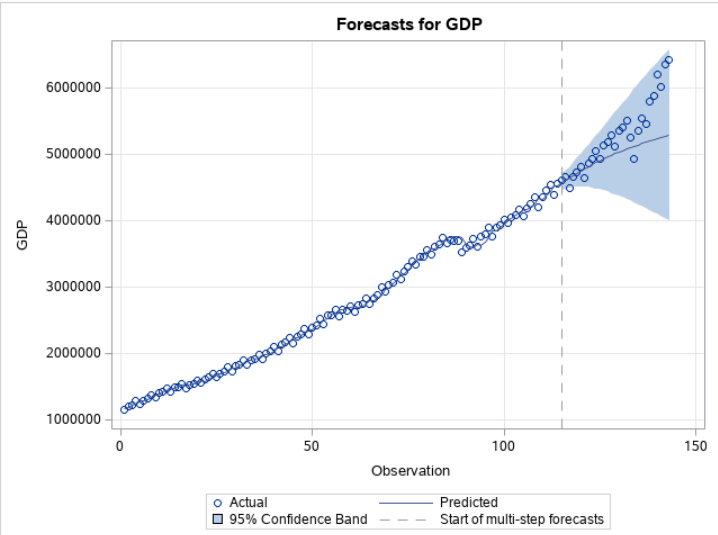 Forecasts for GDP
6000000
5000000
4000000
3000000
2000000
1000000
GDP
0 50 100 150
Observation
Actual Predicted
95% Confidence Band Start of multi-step forecasts